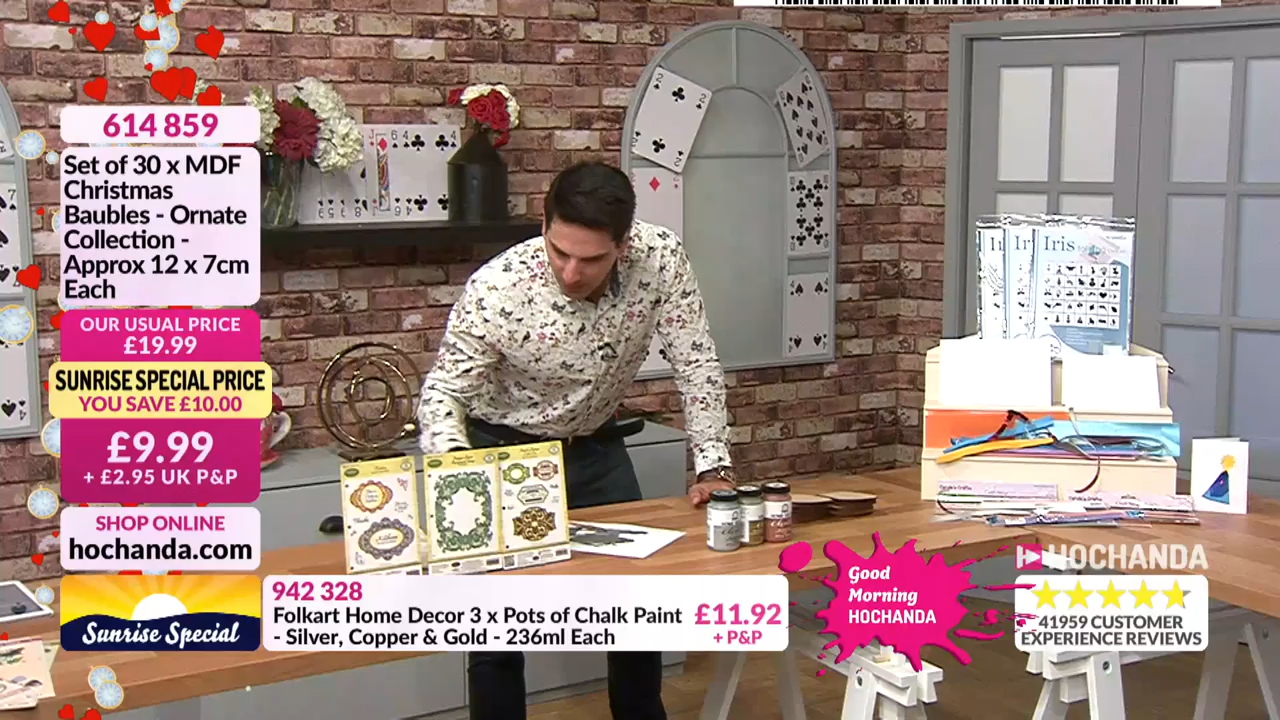 614 859
Set of 30 x MDF
Christmas
Baubles - Ornate
Collection -
Approx 12 x 7cm
Each
OUR USUAL PRICE
£19.99
SUNRISE SPECIAL PRICE
YOU SAVE £10.00
£9.99
+ £2.95 UK P&P
SHOP ONLINE
hochanda.com
Sunrise Special
942 328
Folkart Home Decor 3 x Pots of Chalk Paint
- Silver, Copper & Gold - 236ml Each
£11.92
+ P&P
Good
Morning
HOCHANDA
HOCHANDA
41959 CUSTOMER
EXPERIENCE REVIEWS
Iris